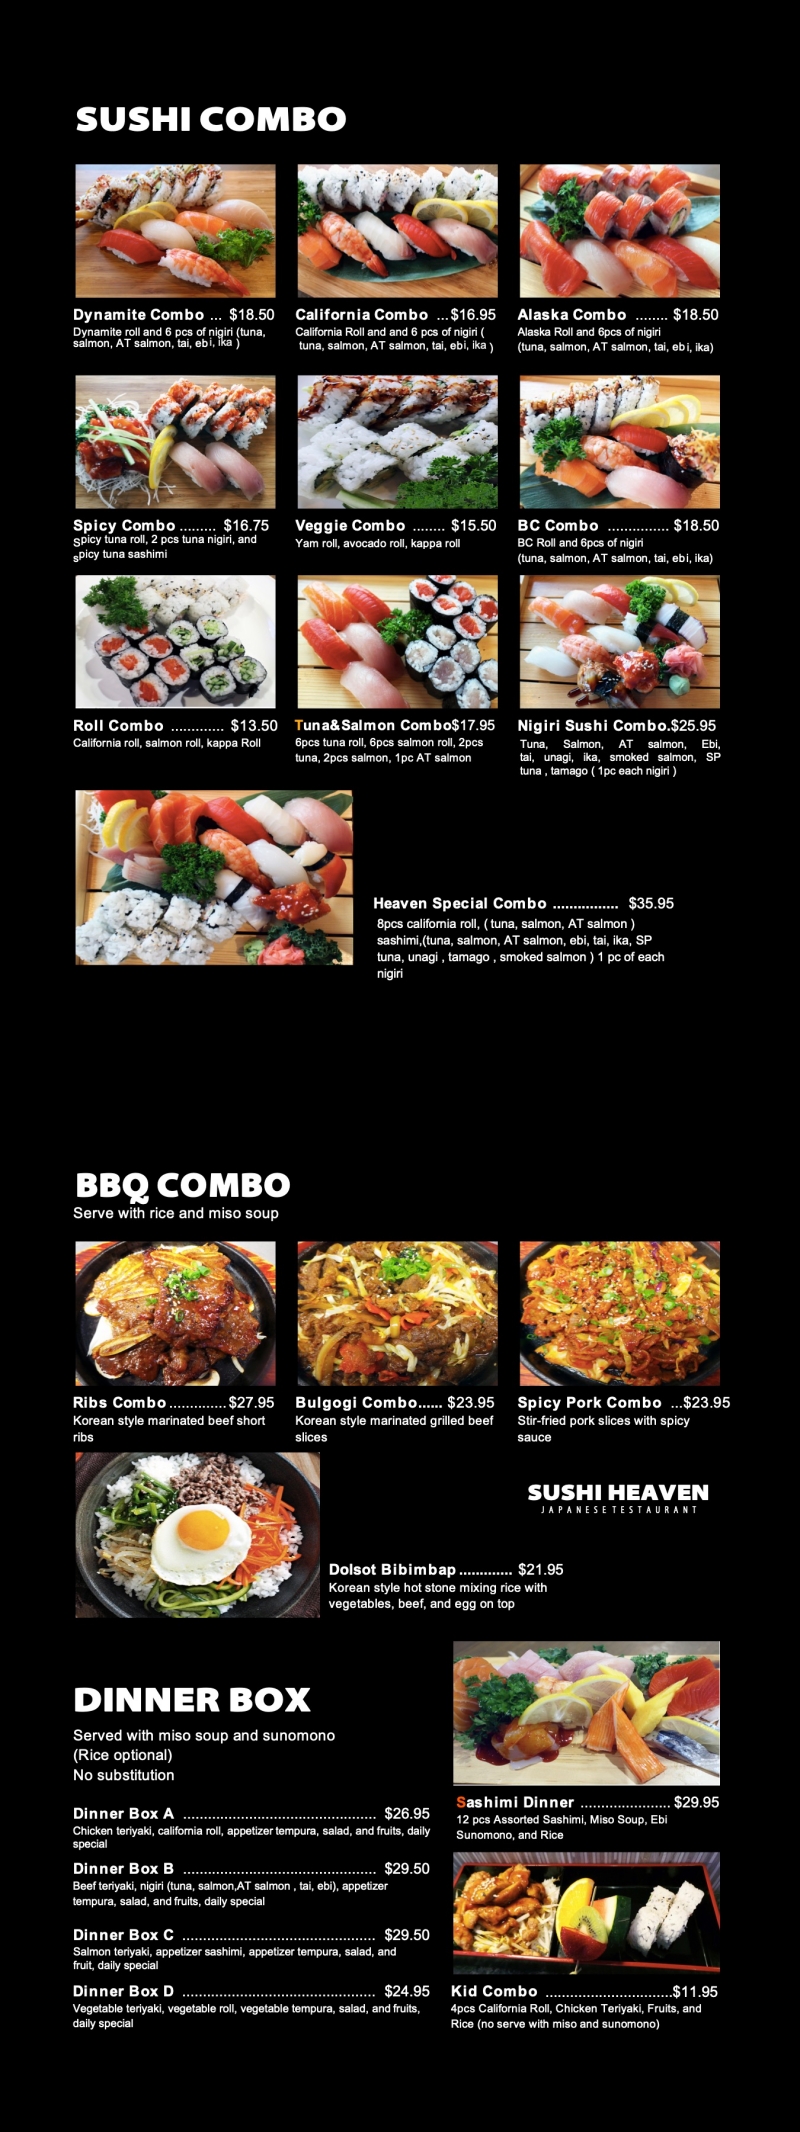 SUSHI COMBO
Dynamite Combo ... $18.50
Dynamite roll and 6 pcs of nigiri (tuna,
salmon, AT salmon, tai, ebi, ika )
California Combo ... $16.95
California Roll and and 6 pcs of nigiri (
tuna, salmon, AT salmon, tai, ebi, ika )
Alaska Combo ........ $18.50
Alaska Roll and 6pcs of nigiri
(tuna, salmon, AT salmon, tai, ebi, ika)
Spicy Combo ......... $16.75
Spicy tuna roll, 2 pcs tuna nigiri, and
spicy tuna sashimi
Veggie Combo ........ $15.50
Yam roll, avocado roll, kappa roll
BC Combo ............... $18.50
BC Roll and 6pcs of nigiri
(tuna, salmon, AT salmon, tai, ebi, ika)
Roll Combo ............. $13.50
California roll, salmon roll, kappa Roll
Tuna&Salmon Combo$17.95
6pcs tuna roll, 6pcs salmon roll, 2pcs
tuna, 2pcs salmon, 1pc AT salmon
Nigiri Sushi Combo.$25.95
Tuna, Salmon, AT salmon, Ebi,
tai, unagi, ika, smoked salmon, SP
tuna , tamago ( 1pc each nigiri )
Heaven Special Combo ................ $35.95
8pcs california roll, ( tuna, salmon, AT salmon )
sashimi,(tuna, salmon, AT salmon, ebi, tai, ika, SP
tuna, unagi , tamago , smoked salmon ) 1 pc of each
nigiri
BBQ COMBO
Serve with rice and miso soup
Ribs Combo .............. $27.95
Korean style marinated beef short
ribs
Bulgogi Combo...... $23.95
Korean style marinated grilled beef
slices
Spicy Pork Combo ...$23.95
Stir-fried pork slices with spicy
sauce
SUSHI HEAVEN
JAPANESE TESTAURANT
Dolsot Bibimbap ............. $21.95
Korean style hot stone mixing rice with
vegetables, beef, and egg on top
DINNER BOX
Served with miso soup and sunomono
(Rice optional)
No substitution
Dinner Box A ................................................ $26.95
Chicken teriyaki, california roll, appetizer tempura, salad, and fruits, daily
special
Dinner Box B ................................................ $29.50
Beef teriyaki, nigiri (tuna, salmon,AT salmon , tai, ebi), appetizer
tempura, salad, and fruits, daily special
Dinner Box C ................................................ $29.50
Salmon teriyaki, appetizer sashimi, appetizer tempura, salad, and
fruit, daily special
Dinner Box D ................................................ $24.95
Vegetable teriyaki, vegetable roll, vegetable tempura, salad, and fruits,
daily special
Sashimi Dinner ...................... $29.95
12 pcs Assorted Sashimi, Miso Soup, Ebi
Sunomono, and Rice
Kid Combo ...............................$11.95
4pcs California Roll, Chicken Teriyaki, Fruits, and
Rice (no serve with miso and sunomono)